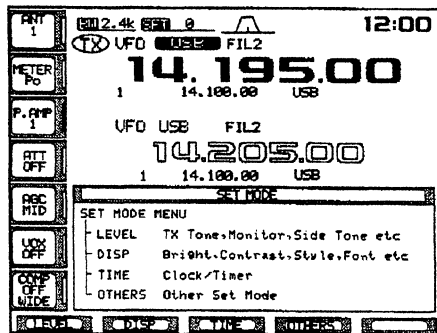 ANT 1
BW 2.4k SFT 0 12:00
TX VFO USB FIL2
METER Po
14.195.00
1 14.100.00 USB
P.AMP 1
VFO USB FIL2
ATT OFF
14.205.00
1 14.100.00 USB
AGC MID
SET MODE
SET MODE MENU
LEVEL TX Tone,Monitor,Side Tone etc
VOX OFF
DISP Bright,Contrast,Style,Font etc
TIME Clock/Timer
COMP OFF WIDE
OTHERS Other Set Mode
LEVEL DISP TIME OTHERS